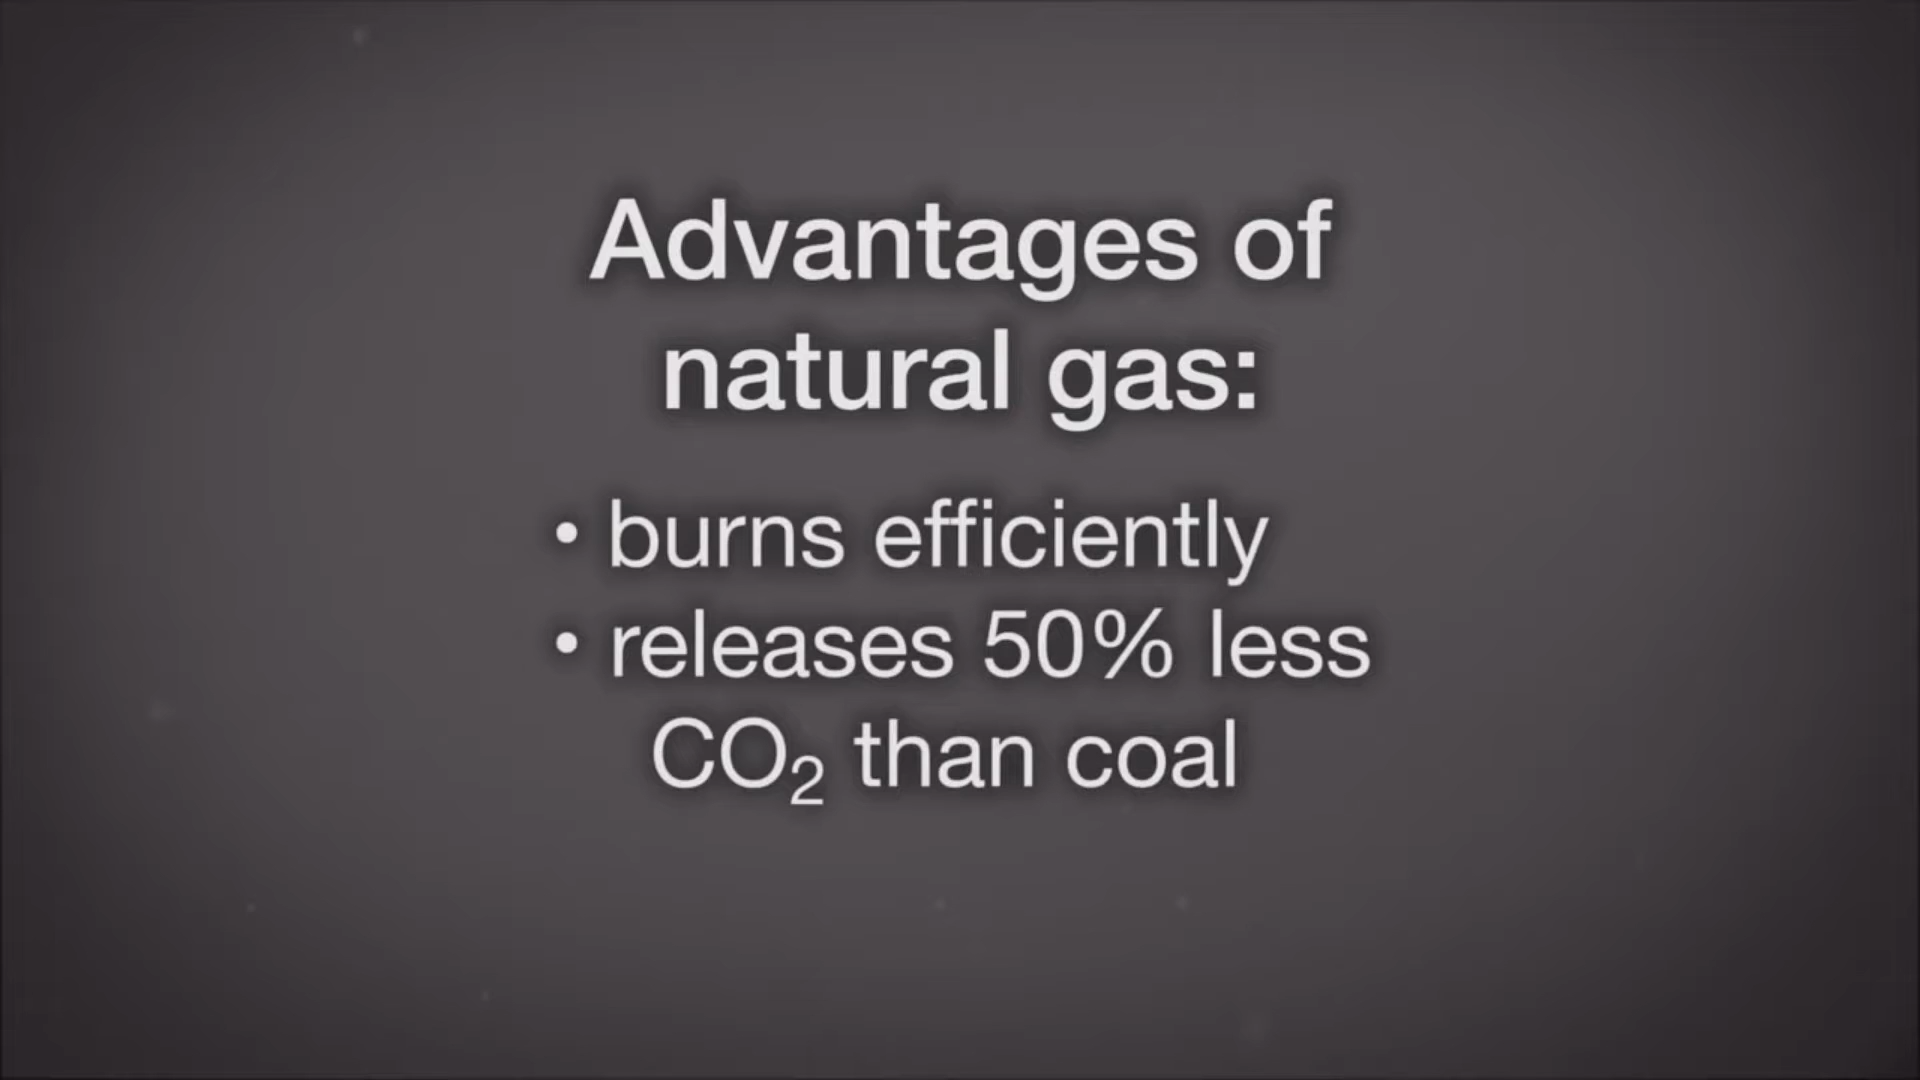 Advantages of
natural gas:
• burns efficiently
• releases 50% less
CO₂ than coal